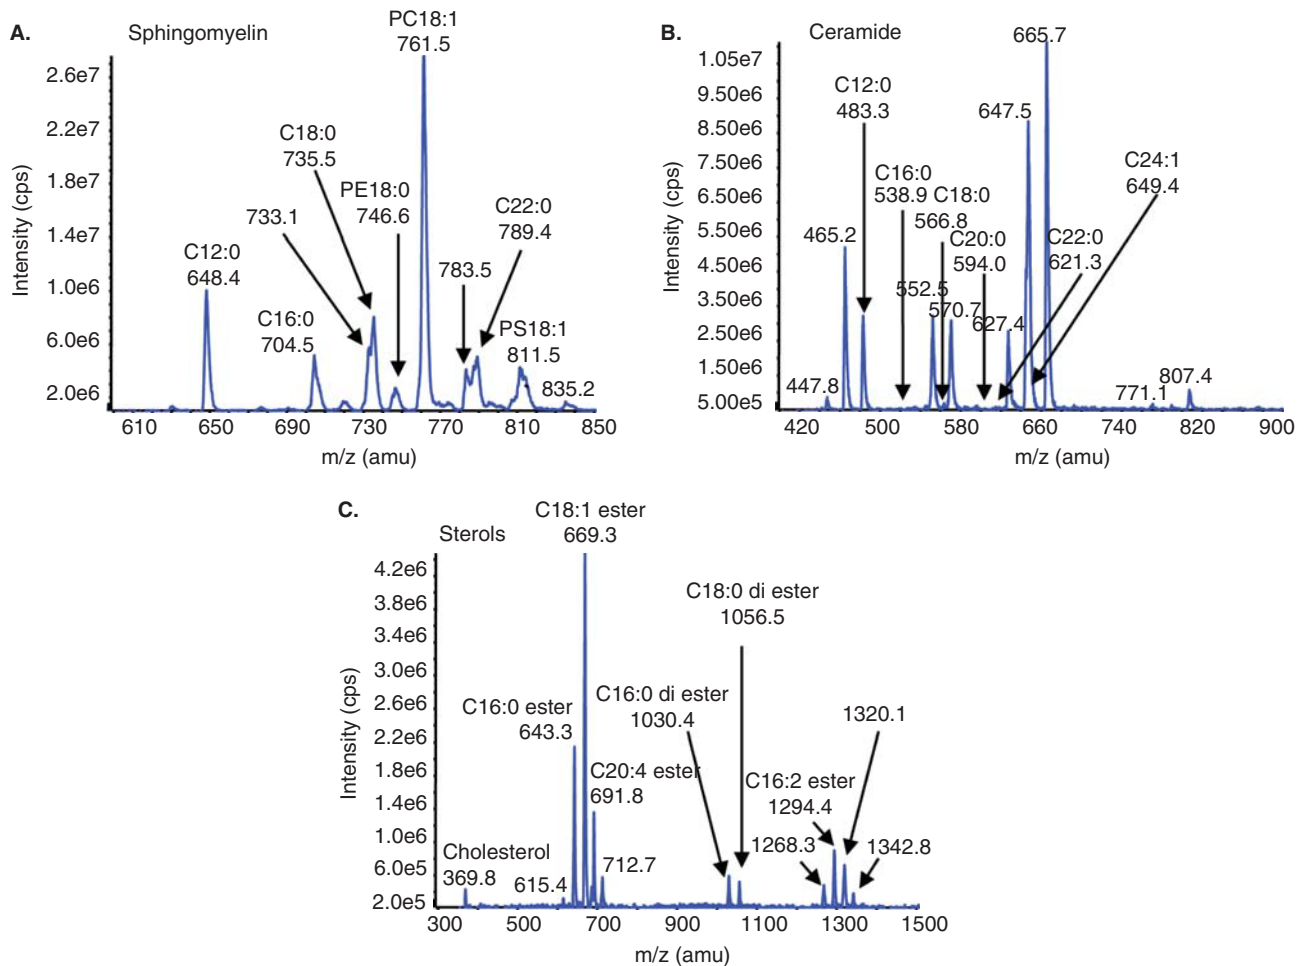 A.
Sphingomyelin
PC18:1
761.5
2.6e7
2.2e7
1.8e7
1.4e7
1.0e6
6.0e6
2.0e6
Intensity (cps)
C18:0
735.5
733.1
PE18:0
746.6
C22:0
789.4
783.5
C12:0
648.4
C16:0
704.5
PS18:1
811.5
835.2
610 650 690 730 770 810 850
m/z (amu)
B.
Ceramide
665.7
1.05e7
9.50e6
8.50e6
7.50e6
6.50e6
5.50e6
4.50e6
3.50e6
2.50e6
1.50e6
5.00e5
Intensity (cps)
C12:0
483.3
647.5
C24:1
649.4
C16:0
538.9
C18:0
566.8
465.2
C20:0
594.0
C22:0
621.3
552.5
570.7
627.4
447.8
771.1
807.4
420 500 580 660 740 820 900
m/z (amu)
C.
Sterols
C18:1 ester
669.3
4.2e6
3.8e6
3.4e6
3.0e6
2.6e6
2.2e6
1.8e6
1.4e6
1.0e6
6.0e5
2.0e5
Intensity (cps)
C18:0 di ester
1056.5
C16:0 ester
643.3
C16:0 di ester
1030.4
1320.1
C20:4 ester
691.8
C16:2 ester
1294.4
1268.3
1342.8
Cholesterol
369.8
615.4
712.7
300 500 700 900 1100 1300 1500
m/z (amu)